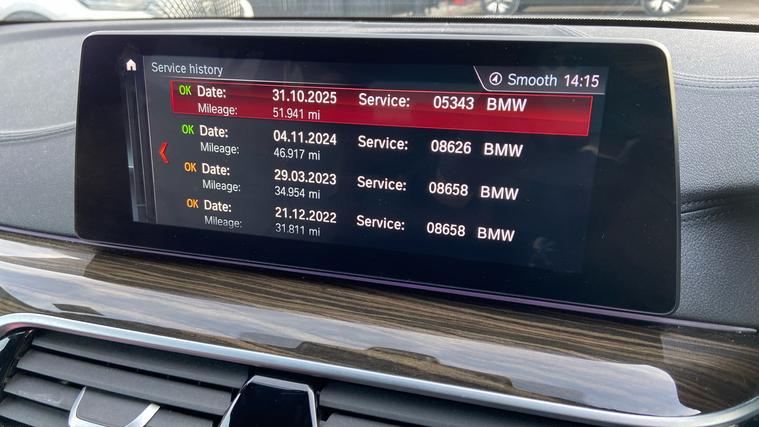 Service history
④ Smooth 14:15
OK Date: 31.10.2025 Service: 05343 BMW
Mileage: 51.941 mi
OK Date: 04.11.2024 Service: 08626 BMW
Mileage: 46.917 mi
OK Date: 29.03.2023 Service: 08658 BMW
Mileage: 34.954 mi
OK Date: 21.12.2022 Service: 08658 BMW
Mileage: 31.811 mi